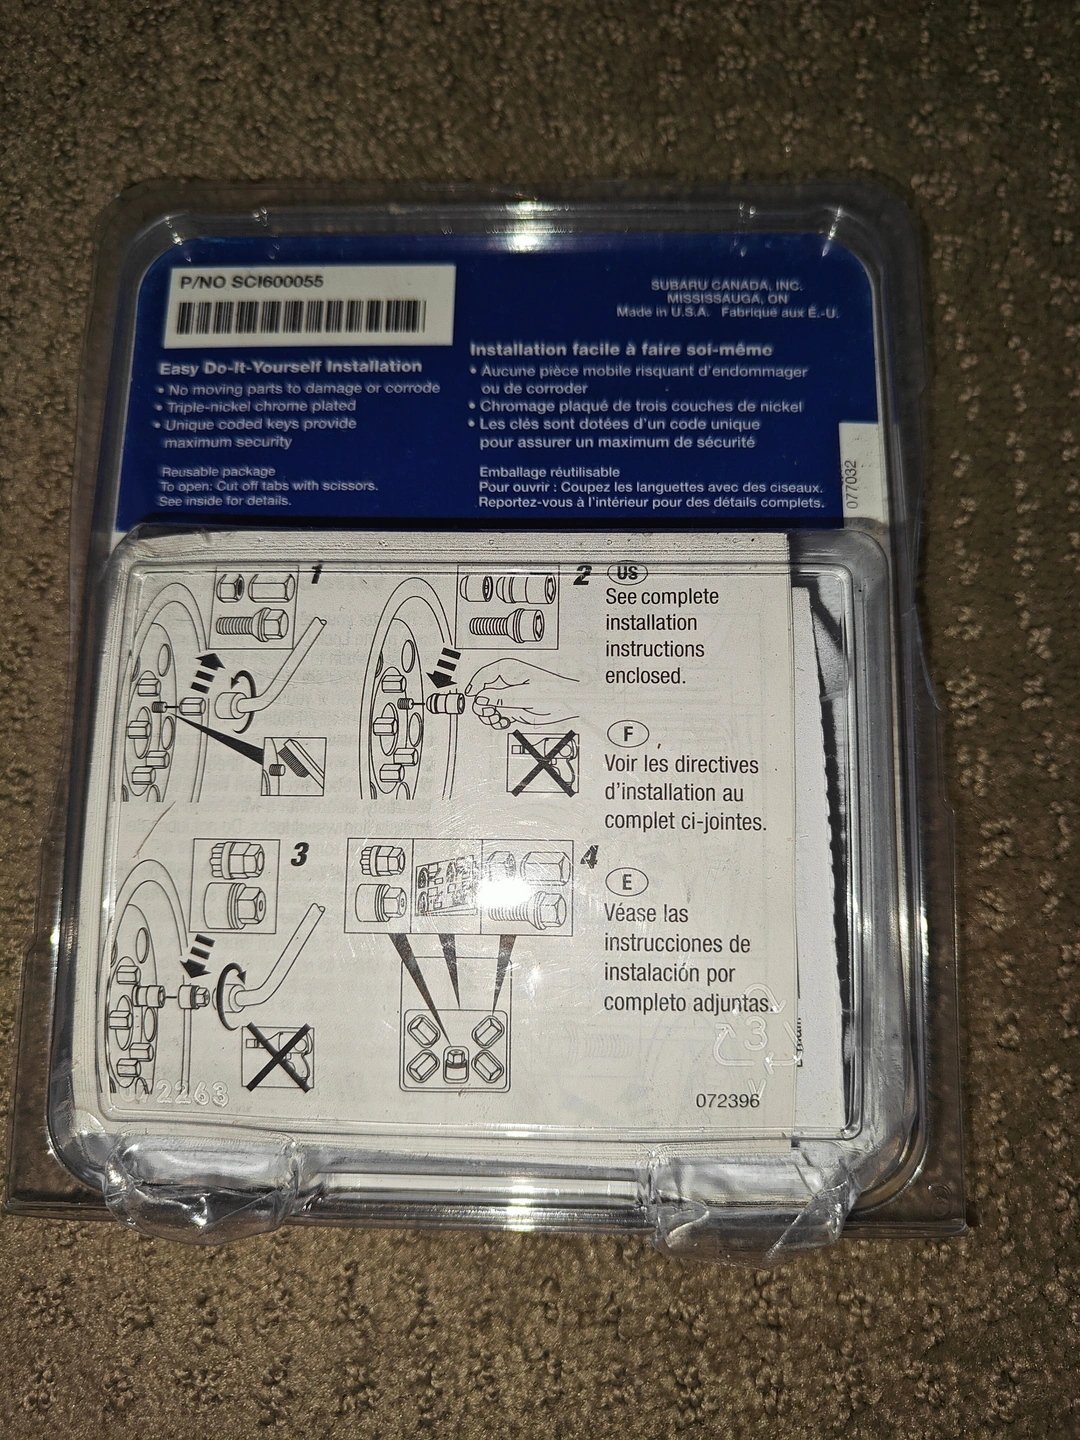 P/NO SCI600055
SUBARU CANADA, INC.
MISSISSAUGA, ON
Made in U.S.A. Fabriqué aux É.-U.
Easy Do-It-Yourself Installation
• No moving parts to damage or corrode
• Triple-nickel chrome plated
• Unique coded keys provide
maximum security
Reusable package
To open: Cut off tabs with scissors.
See inside for details.
Installation facile à faire soi-même
• Aucune pièce mobile risquant d'endommager
ou de corroder
• Chromage plaqué de trois couches de nickel
• Les clés sont dotées d'un code unique
pour assurer un maximum de sécurité
Emballage réutilisable
Pour ouvrir : Coupez les languettes avec des ciseaux.
Reportez-vous à l'intérieur pour des détails complets.
077032
1
2
US
See complete
installation
instructions
enclosed.
F
Voir les directives
d'installation au
complet ci-jointes.
3
4
E
Véase las
instrucciones de
instalación por
completo adjuntas.
3
V
2263
072396